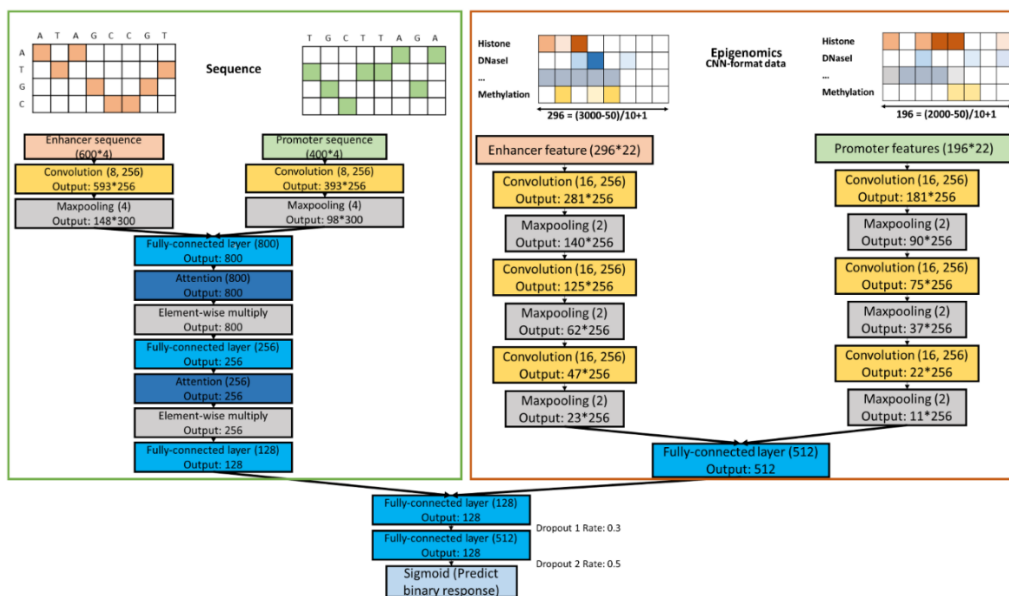 A T A G C C G T
A
T
G
C
Sequence
T G C T T A G A
Enhancer sequence
(600*4)
Convolution (8, 256)
Output: 593*256
Maxpooling (4)
Output: 148*300
Promoter sequence
(400*4)
Convolution (8, 256)
Output: 393*256
Maxpooling (4)
Output: 98*300
Fully-connected layer (800)
Output: 800
Attention (800)
Output: 800
Element-wise multiply
Output: 800
Fully-connected layer (256)
Output: 256
Attention (256)
Output: 256
Element-wise multiply
Output: 256
Fully-connected layer (128)
Output: 128
Histone
DNaseI
...
Methylation
296 = (3000-50)/10+1
Epigenomics
CNN-format data
Histone
DNaseI
...
Methylation
196 = (2000-50)/10+1
Enhancer feature (296*22)
Convolution (16, 256)
Output: 281*256
Maxpooling (2)
Output: 140*256
Convolution (16, 256)
Output: 125*256
Maxpooling (2)
Output: 62*256
Convolution (16, 256)
Output: 47*256
Maxpooling (2)
Output: 23*256
Promoter features (196*22)
Convolution (16, 256)
Output: 181*256
Maxpooling (2)
Output: 90*256
Convolution (16, 256)
Output: 75*256
Maxpooling (2)
Output: 37*256
Convolution (16, 256)
Output: 22*256
Maxpooling (2)
Output: 11*256
Fully-connected layer (512)
Output: 512
Fully-connected layer (128)
Output: 128
Dropout 1 Rate: 0.3
Fully-connected layer (512)
Output: 128
Dropout 2 Rate: 0.5
Sigmoid (Predict
binary response)